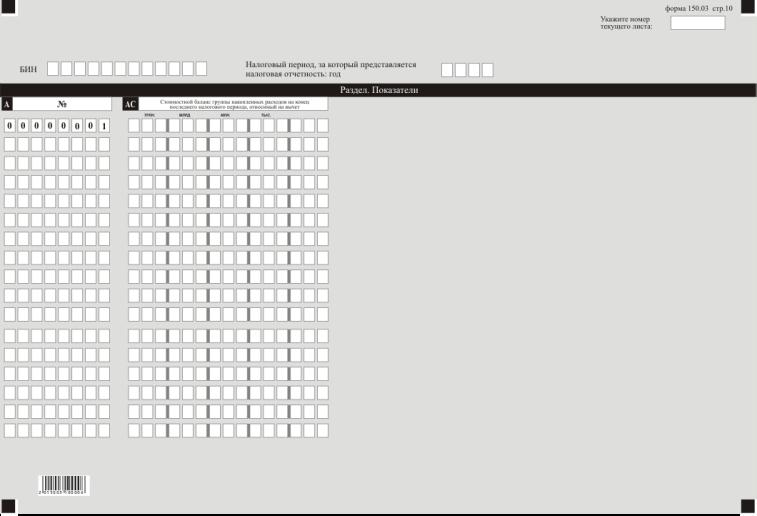 форма 150.03 стр.10
Укажите номер
текущего листа:
БИН
Налоговый период, за который представляется
налоговая отчетность: год
Раздел. Показатели
A
№
AC
Стоимостной баланс группы накопленных расходов на конец
последнего налогового периода, относимый на вычет
трлн.
млрд.
млн.
тыс.
0 0 0 0 0 0 0 1